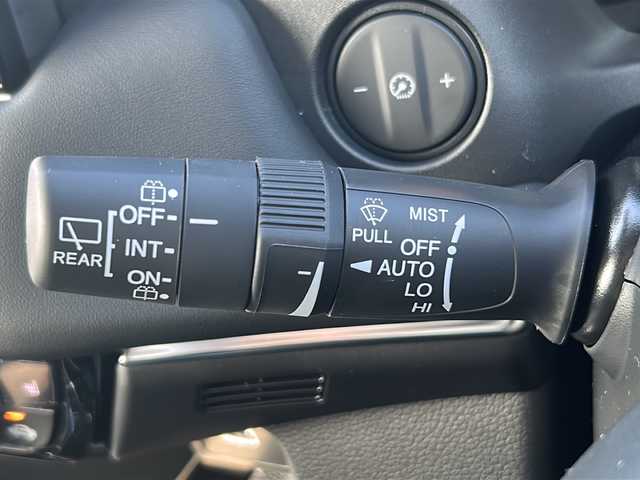 OFF
INT
ON
REAR
PULL
MIST
OFF
AUTO
LO
HI